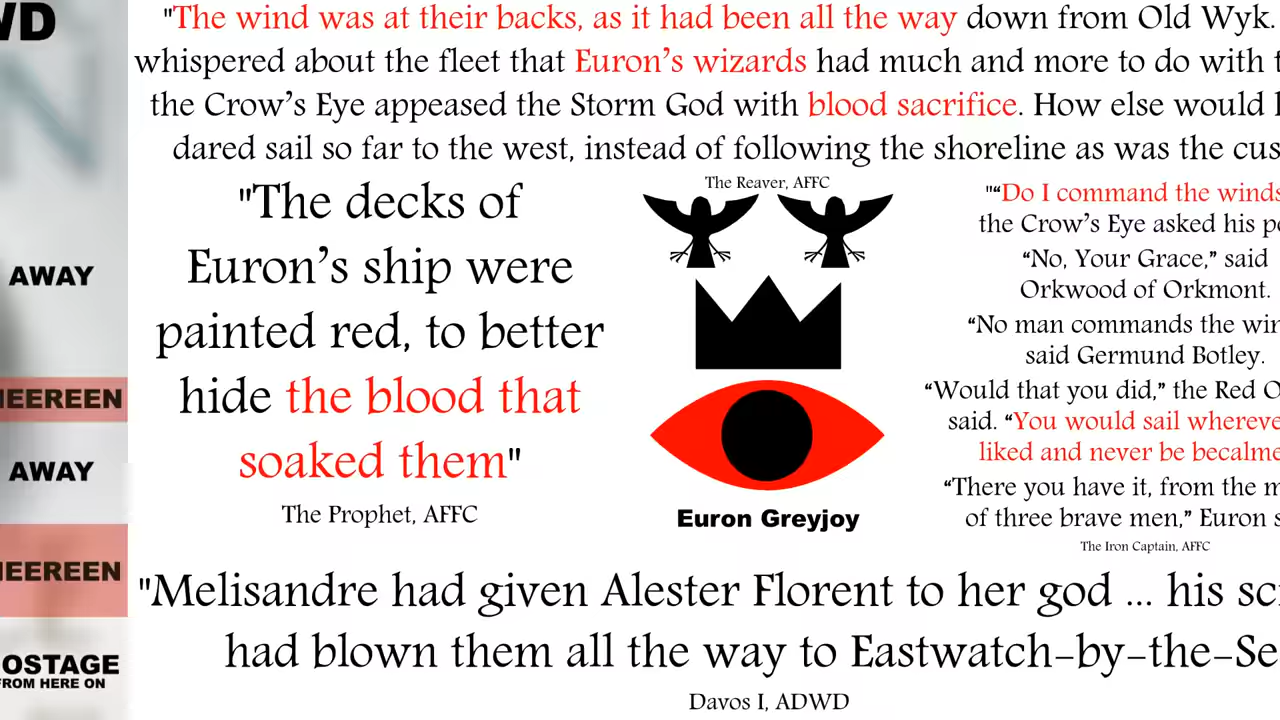 WD
AWAY
MEEREEN
AWAY
MEEREEN
OSTAGE
FROM HERE ON
"The wind was at their backs, as it had been all the way down from Old Wyk.
whispered about the fleet that Euron's wizards had much and more to do with
the Crow's Eye appeased the Storm God with blood sacrifice. How else would
dared sail so far to the west, instead of following the shoreline as was the cus
The Reaver, AFFC
"The decks of
Euron's ship were
painted red, to better
hide the blood that
soaked them"
The Prophet, AFFC
Euron Greyjoy
"“Do I command the winds
the Crow's Eye asked his pe
“No, Your Grace,” said
Orkwood of Orkmont.
“No man commands the win
said Germund Botley.
“Would that you did,” the Red O
said. “You would sail whereve
liked and never be becalme
“There you have it, from the m
of three brave men,” Euron s
The Iron Captain, AFFC
"Melisandre had given Alester Florent to her god ... his scr
had blown them all the way to Eastwatch-by-the-Se
Davos I, ADWD